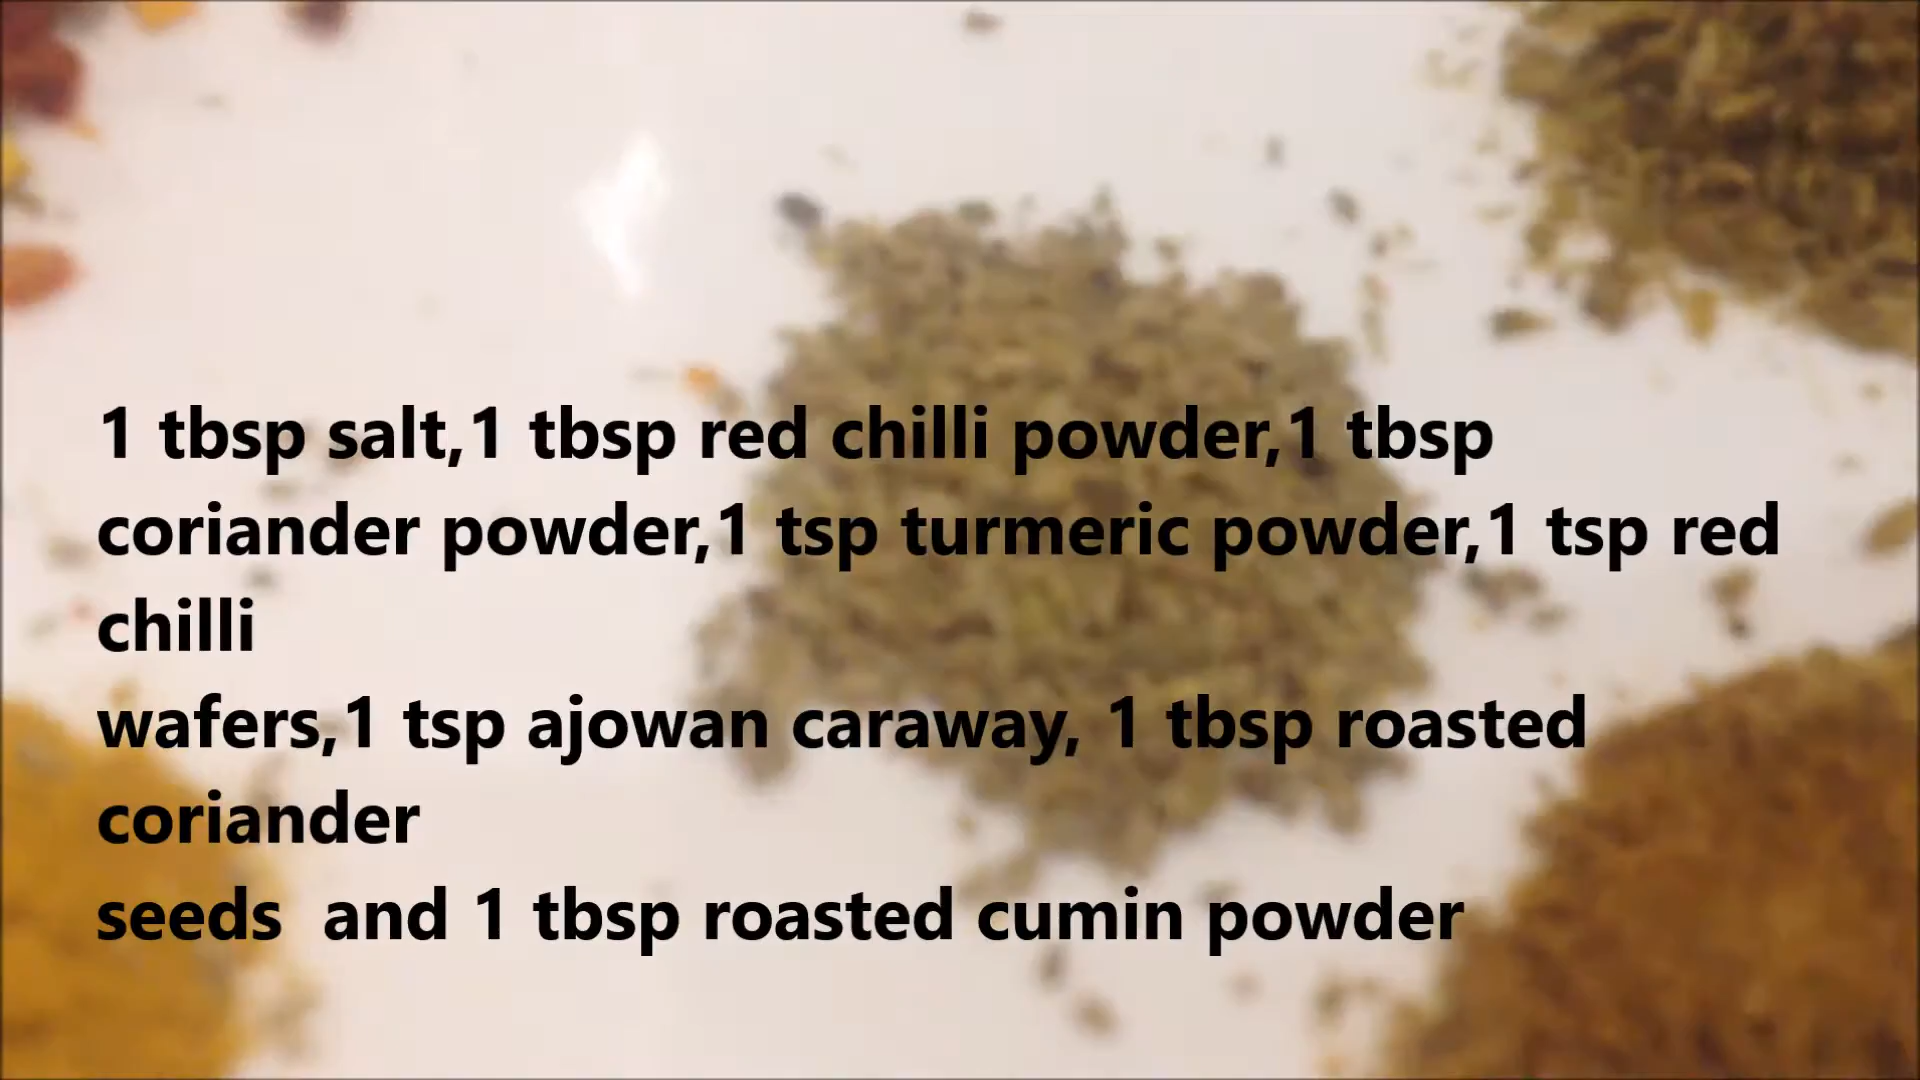 1 tbsp salt,1 tbsp red chilli powder,1 tbsp
coriander powder,1 tsp turmeric powder,1 tsp red
chilli
wafers,1 tsp ajowan caraway, 1 tbsp roasted
coriander
seeds  and 1 tbsp roasted cumin powder